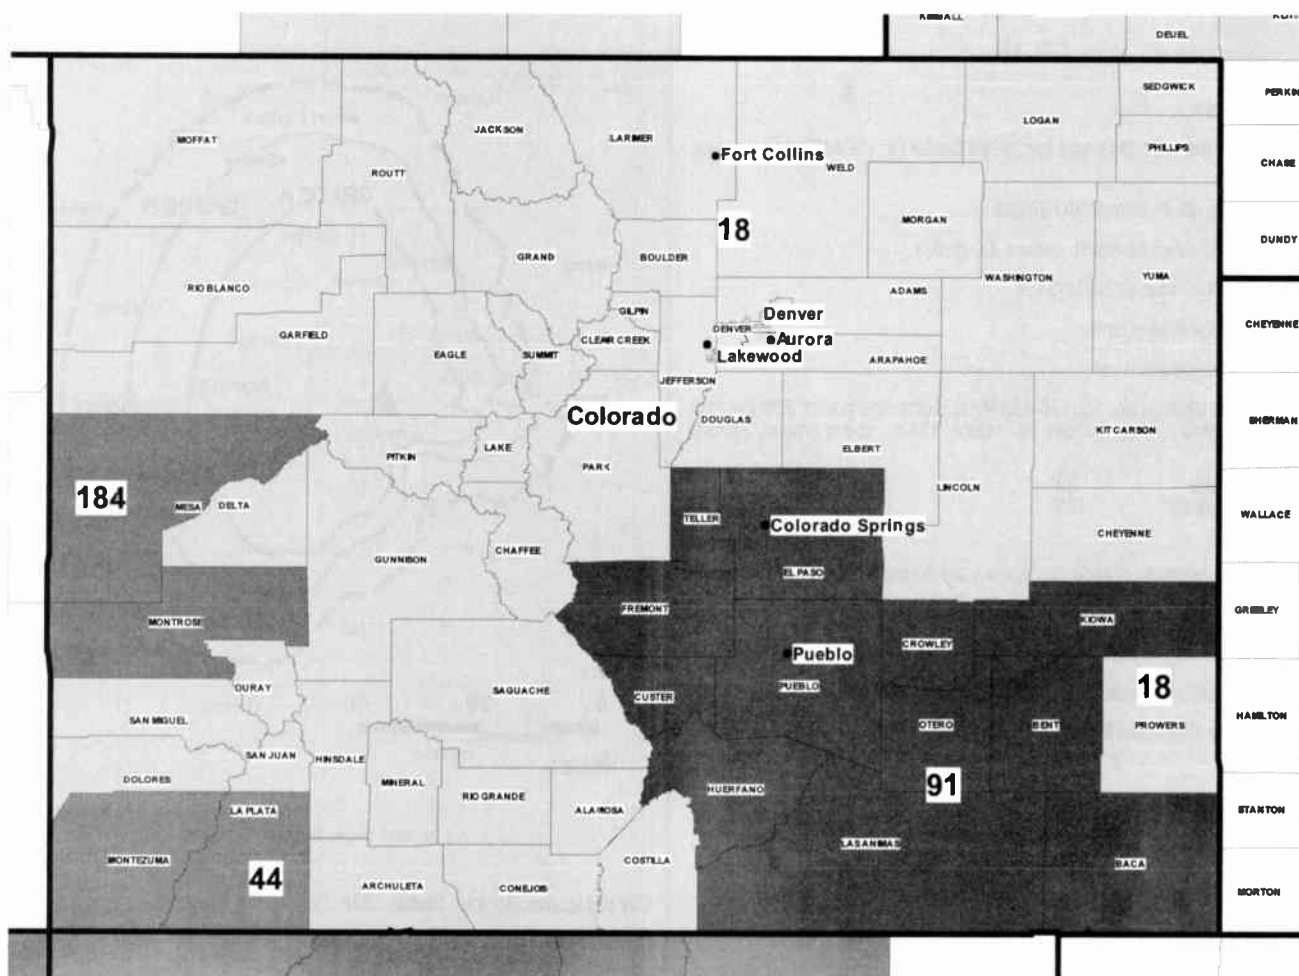 DEUEL
SEDGWICK
PERKIN
LOGAN
JACKSON
LARIMER
MOFFAT
PHILLIPS
CHASE
Fort Collins
WELD
ROUTT
MORGAN
18
DUNDY
GRAND
BOULDER
WASHINGTON
YUMA
RIO BLANCO
ADAMS
GILPIN
Denver
CHEYENNE
DENVER
GARFIELD
CLEAR CREEK
Aurora
EAGLE
SUMMIT
Lakewood
ARAPAHOE
JEFFERSON
Colorado
DOUGLAS
SHERMAN
KIT CARSON
LAKE
ELBERT
PITKIN
PARK
LINCOLN
184
MESA
DELTA
WALLACE
TELLER
Colorado Springs
CHEYENNE
CHAFFEE
GUNNISON
EL PASO
FREMONT
GREELEY
MONTROSE
KIOWA
CROWLEY
Pueblo
OURAY
PUEBLO
18
SAGUACHE
CUSTER
SAN MIGUEL
OTERO
BENT
PROWERS
HAMILTON
SAN JUAN
HINSDALE
DOLORES
MINERAL
91
HUERFANO
RIO GRANDE
LA PLATA
ALAMOSA
STANTON
LAS ANIMAS
MONTEZUMA
COSTILLA
BACA
44
ARCHULETA
CONEJOS
MORTON